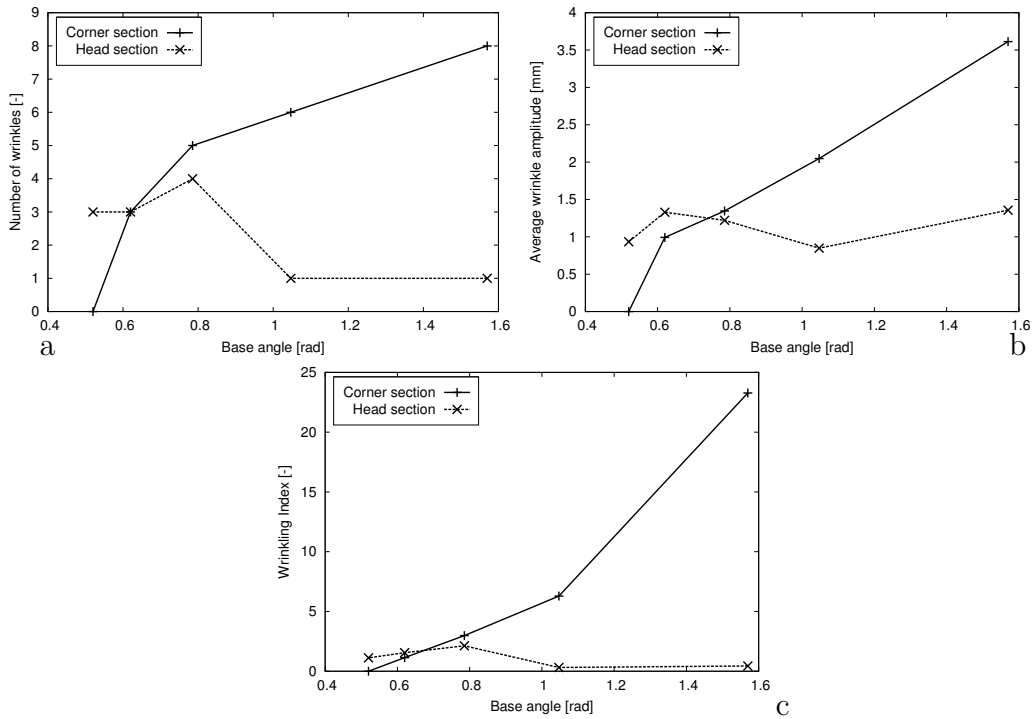 Corner section
Head section
Number of wrinkles [-]
8
7
6
5
4
3
2
1
0
0.4 0.6 0.8 1 1.2 1.4 1.6
Base angle [rad]
a
Corner section
Head section
Average wrinkle amplitude [mm]
4
3.5
3
2.5
2
1.5
1
0.5
0
0.4 0.6 0.8 1 1.2 1.4 1.6
Base angle [rad]
b
Corner section
Head section
Wrinkling Index [-]
25
20
15
10
5
0
0.4 0.6 0.8 1 1.2 1.4 1.6
Base angle [rad]
c